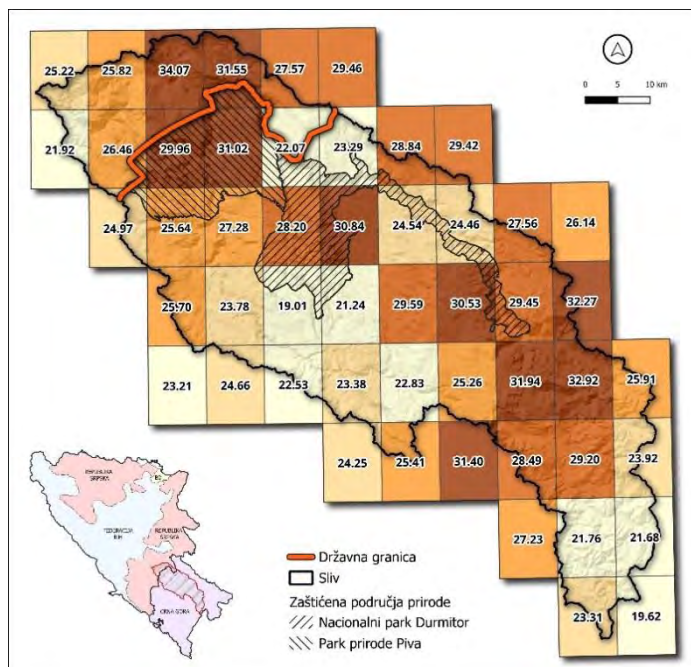 25.22 25.82 34.07 31.55 27.57 29.46
0 5 10 km
21.92 26.46 29.96 31.02 22.07 23.29 28.84 29.42
24.97 25.64 27.28 28.20 30.84 24.54 24.46 27.56 26.14
25.70 23.78 19.01 21.24 29.59 30.53 29.45 32.27
23.21 24.66 22.53 23.38 22.83 25.26 31.94 32.92 25.91
24.25 25.41 31.40 28.49 29.20 23.92
27.23 21.76 21.68
23.31 19.62
REPUBLIKA
SRPSKA
FEDERACIJA
BIH
REPUBLIKA
SRPSKA
CRNA GORA
Državna granica
Sliv
Zaštićena područja prirode
Nacionalni park Durmitor
Park prirode Piva